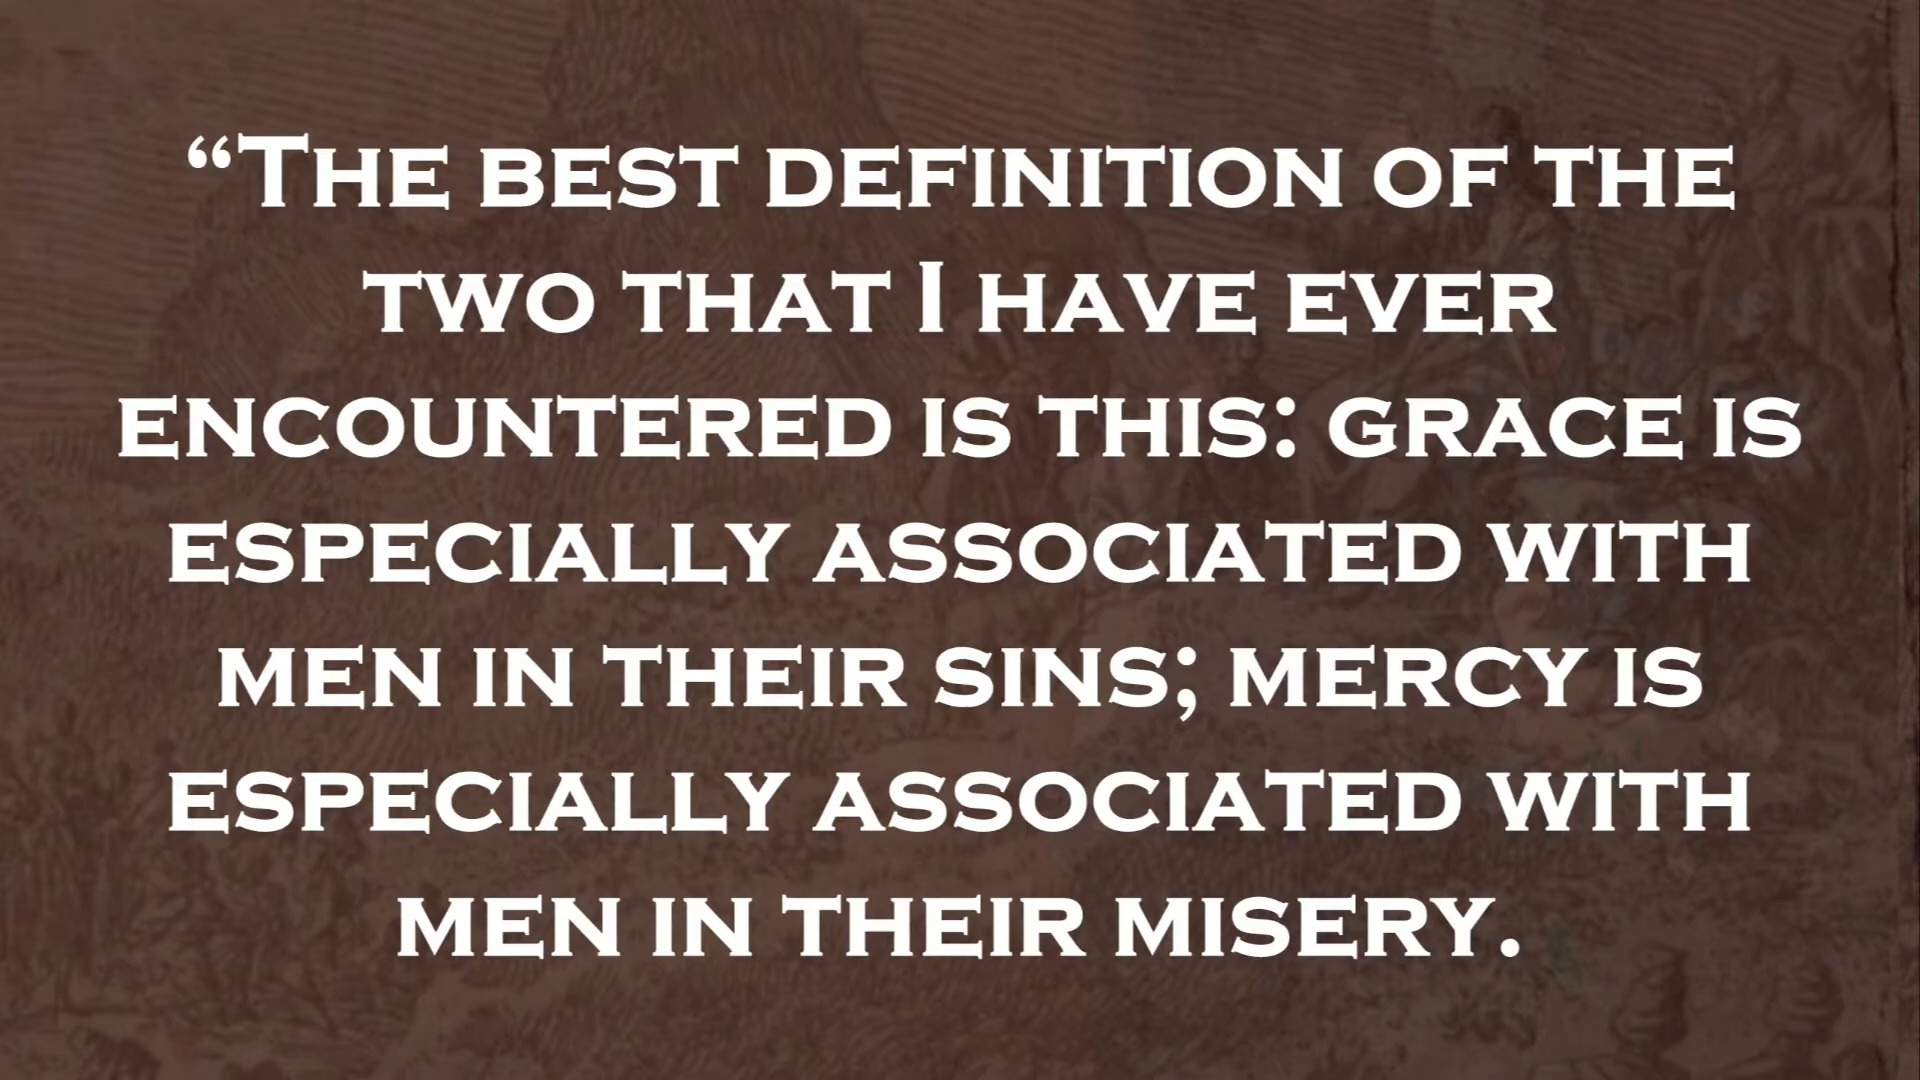 “The best definition of the
two that I have ever
encountered is this: grace is
especially associated with
men in their sins; mercy is
especially associated with
men in their misery.